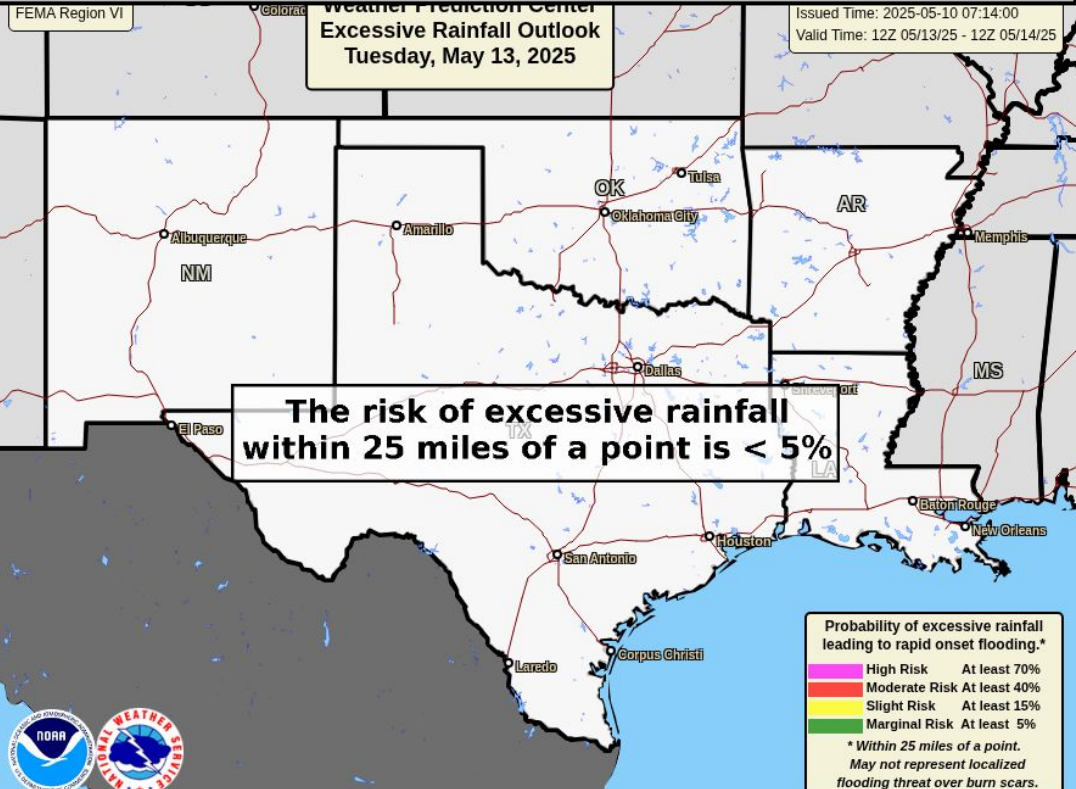 FEMA Region VI
Weather Prediction Center
Excessive Rainfall Outlook
Tuesday, May 13, 2025
Issued Time: 2025-05-10 07:14:00
Valid Time: 12Z 05/13/25 - 12Z 05/14/25
Colorad
Tulsa
OK
Oklahoma City
AR
Amarillo
Albuquerque
Memphis
NM
Dallas
MS
Shreveport
The risk of excessive rainfall
within 25 miles of a point is < 5%
TX
El Paso
LA
Baton Rouge
New Orleans
Houston
San Antonio
Corpus Christi
Laredo
Probability of excessive rainfall
leading to rapid onset flooding.*
High Risk At least 70%
Moderate Risk At least 40%
Slight Risk At least 15%
Marginal Risk At least 5%
* Within 25 miles of a point.
May not represent localized
flooding threat over burn scars.
NOAA
NATIONAL WEATHER SERVICE